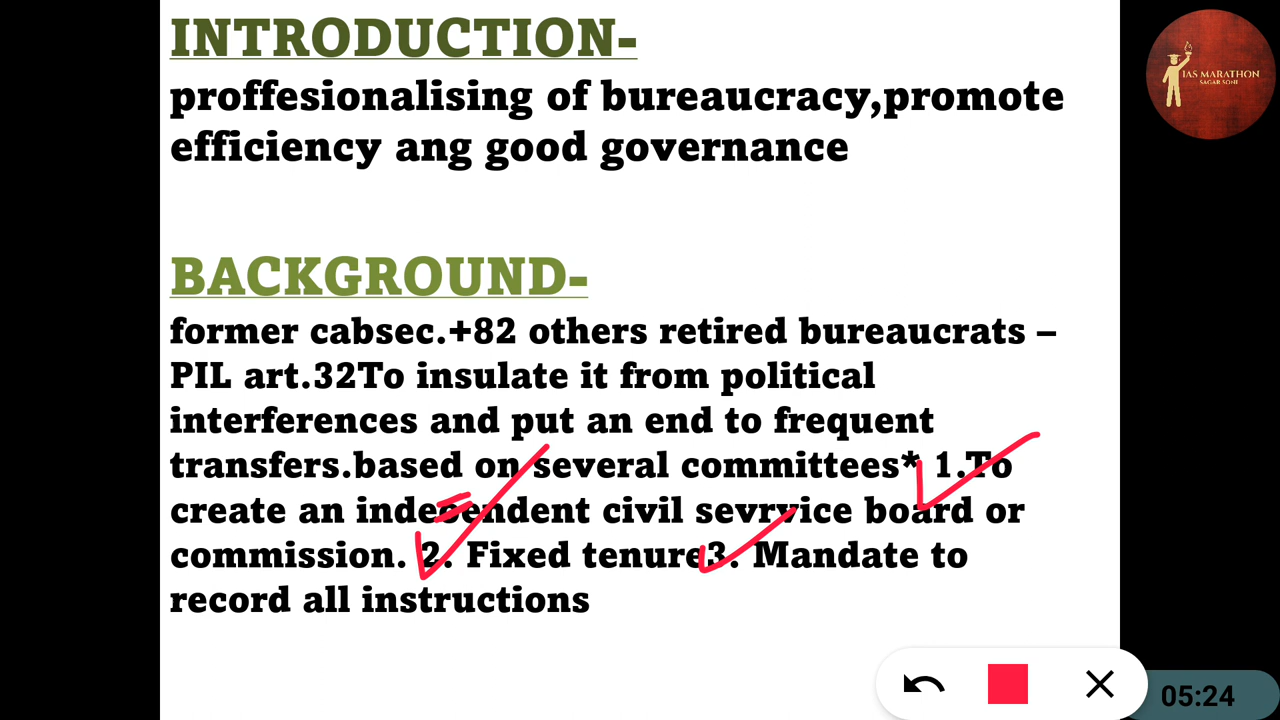 INTRODUCTION-
proffesionalising of bureaucracy,promote
efficiency ang good governance
BACKGROUND-
former cabsec.+82 others retired bureaucrats –
PIL art.32To insulate it from political
interferences and put an end to frequent
transfers.based on several committees* 1.To
create an independent civil sevrvice board or
commission. 2. Fixed tenure3. Mandate to
record all instructions
IAS MARATHON
SAGAR SONI
05:24